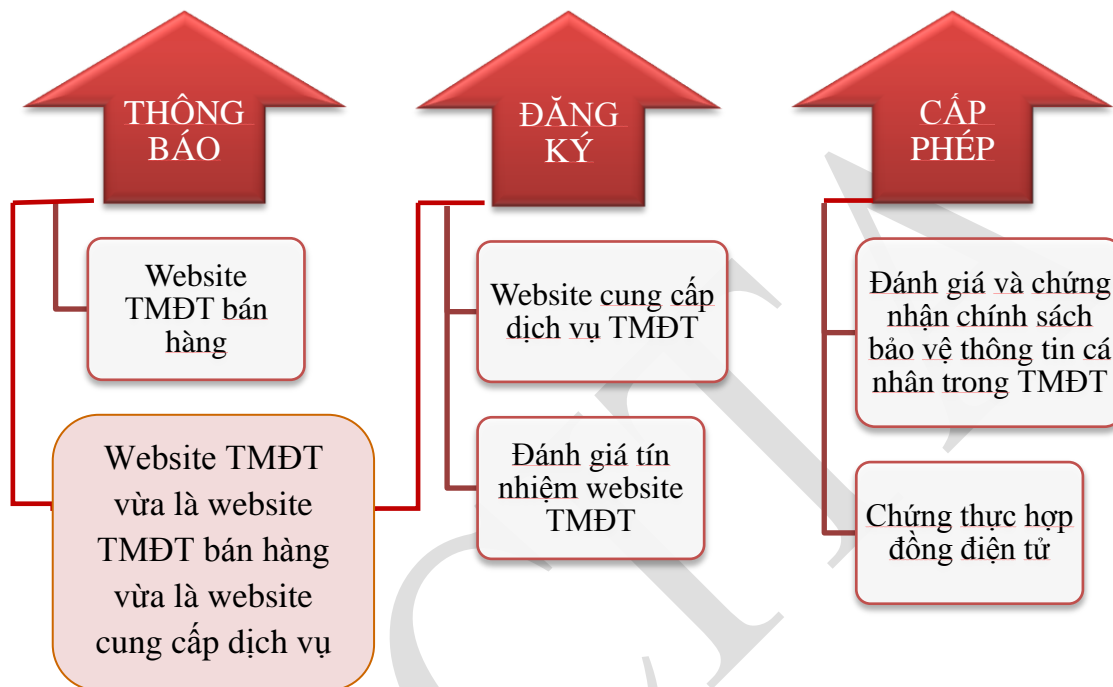 THÔNG
BÁO
Website
TMĐT bán
hàng
Website TMĐT
vừa là website
TMĐT bán hàng
vừa là website
cung cấp dịch vụ
ĐĂNG
KÝ
Website cung cấp
dịch vụ TMĐT
Đánh giá tín
nhiệm website
TMĐT
CẤP
PHÉP
Đánh giá và chứng
nhận chính sách
bảo vệ thông tin cá
nhân trong TMĐT
Chứng thực hợp
đồng điện tử